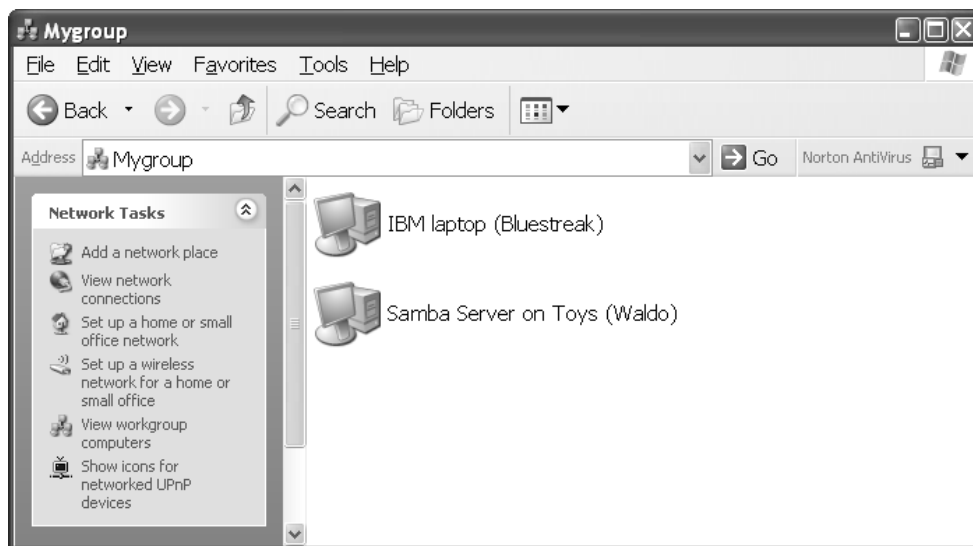 Mygroup
File Edit View Favorites Tools Help
Back Search Folders
Address Mygroup Go Norton AntiVirus
Network Tasks
Add a network place
View network
connections
Set up a home or small
office network
Set up a wireless
network for a home or
small office
View workgroup
computers
Show icons for
networked UPnP
devices
IBM laptop (Bluestreak)
Samba Server on Toys (Waldo)